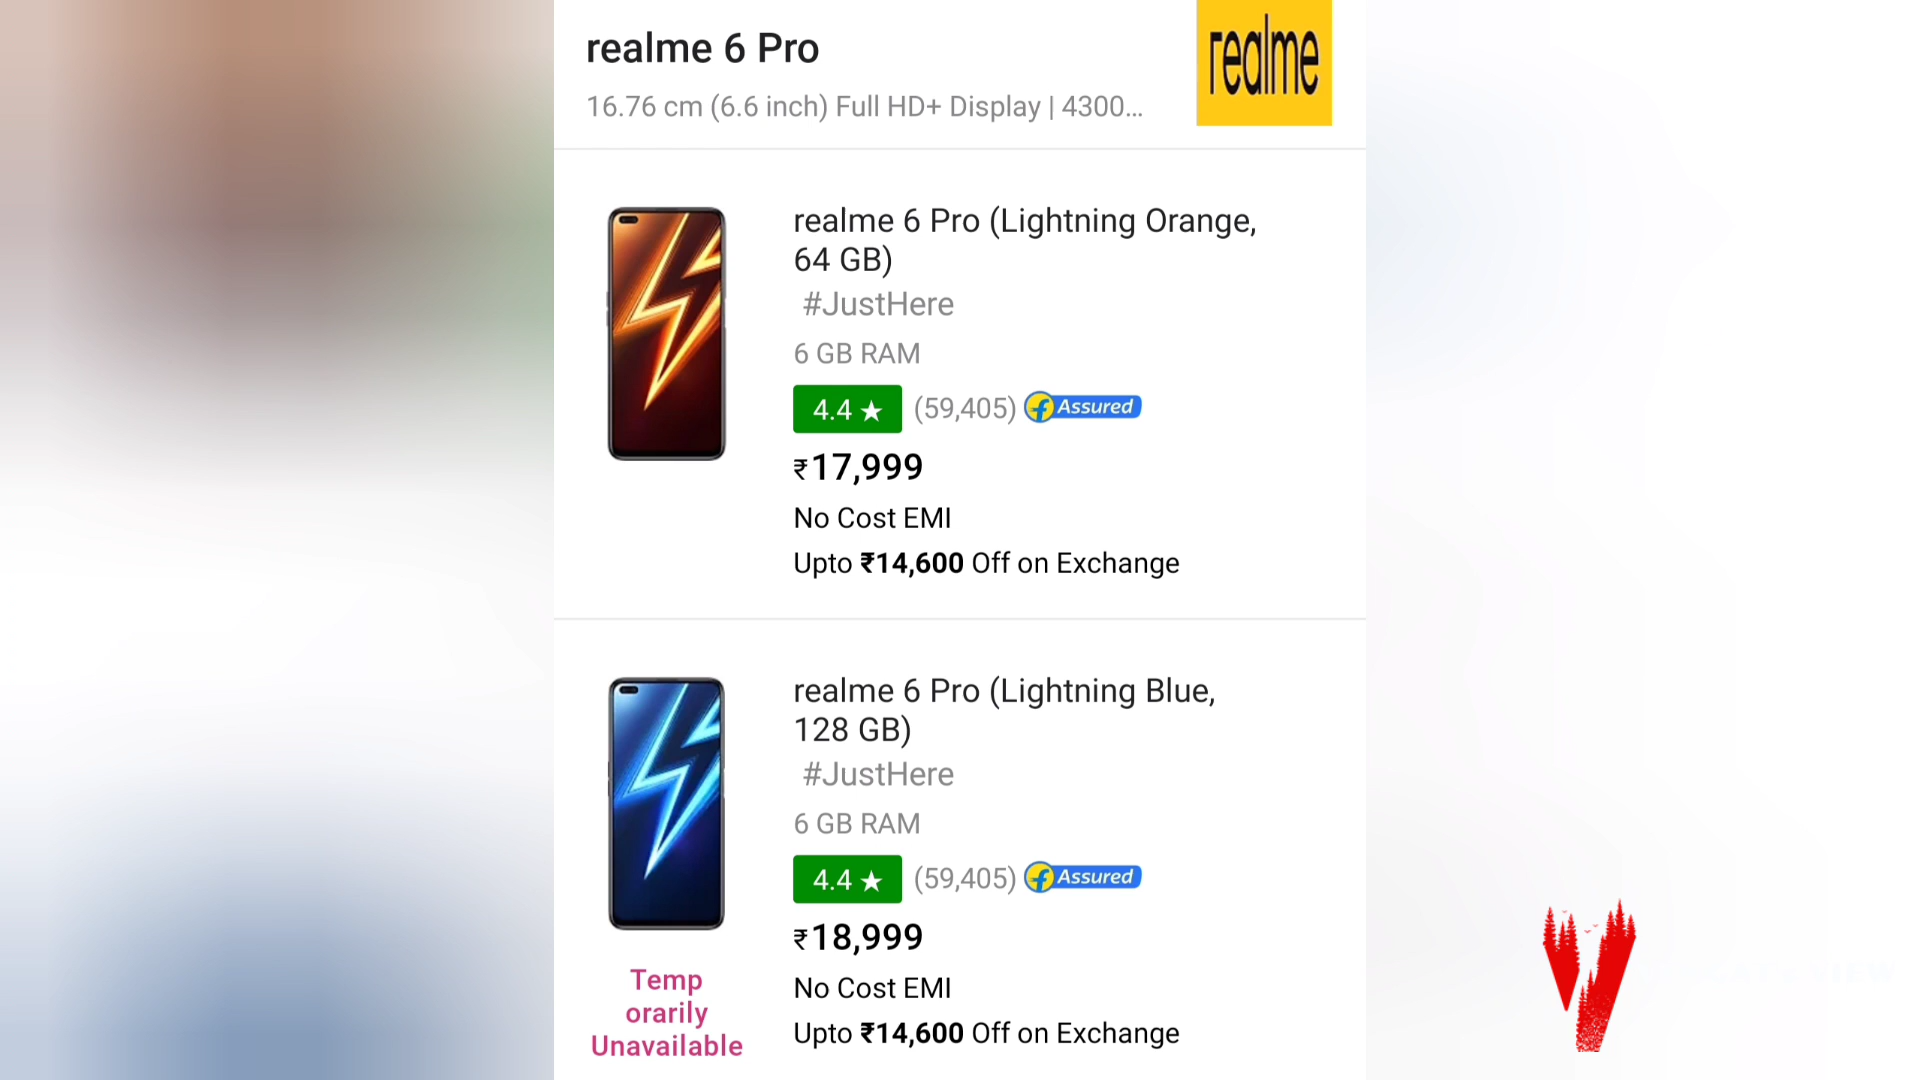 realme 6 Pro
realme
16.76 cm (6.6 inch) Full HD+ Display | 4300...
realme 6 Pro (Lightning Orange,
64 GB)
#JustHere
6 GB RAM
4.4 ★ (59,405) f Assured
₹17,999
No Cost EMI
Upto ₹14,600 Off on Exchange
realme 6 Pro (Lightning Blue,
128 GB)
#JustHere
6 GB RAM
4.4 ★ (59,405) f Assured
₹18,999
No Cost EMI
Upto ₹14,600 Off on Exchange
Temp
orarily
Unavailable